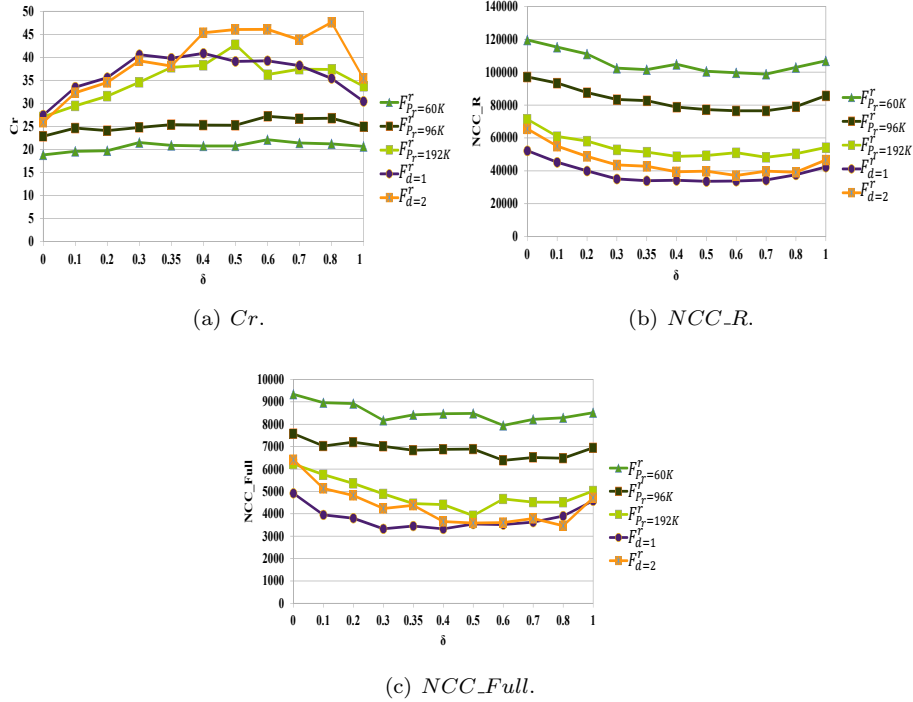 50
45
40
35
30
25
20
15
10
5
0
Cr
0 0.1 0.2 0.3 0.35 0.4 0.5 0.6 0.7 0.8 1
δ
F^r_{P_r=60K}
F^r_{P_r=96K}
F^r_{P_r=192K}
F^r_{d=1}
F^r_{d=2}
(a) Cr.
140000
120000
100000
80000
60000
40000
20000
0
NCC_R
0 0.1 0.2 0.3 0.35 0.4 0.5 0.6 0.7 0.8 1
δ
F^r_{P_r=60K}
F^r_{P_r=96K}
F^r_{P_r=192K}
F^r_{d=1}
F^r_{d=2}
(b) NCC_R.
10000
9000
8000
7000
6000
5000
4000
3000
2000
1000
0
NCC_Full
0 0.1 0.2 0.3 0.35 0.4 0.5 0.6 0.7 0.8 1
δ
F^r_{P_r=60K}
F^r_{P_r=96K}
F^r_{P_r=192K}
F^r_{d=1}
F^r_{d=2}
(c) NCC_Full.